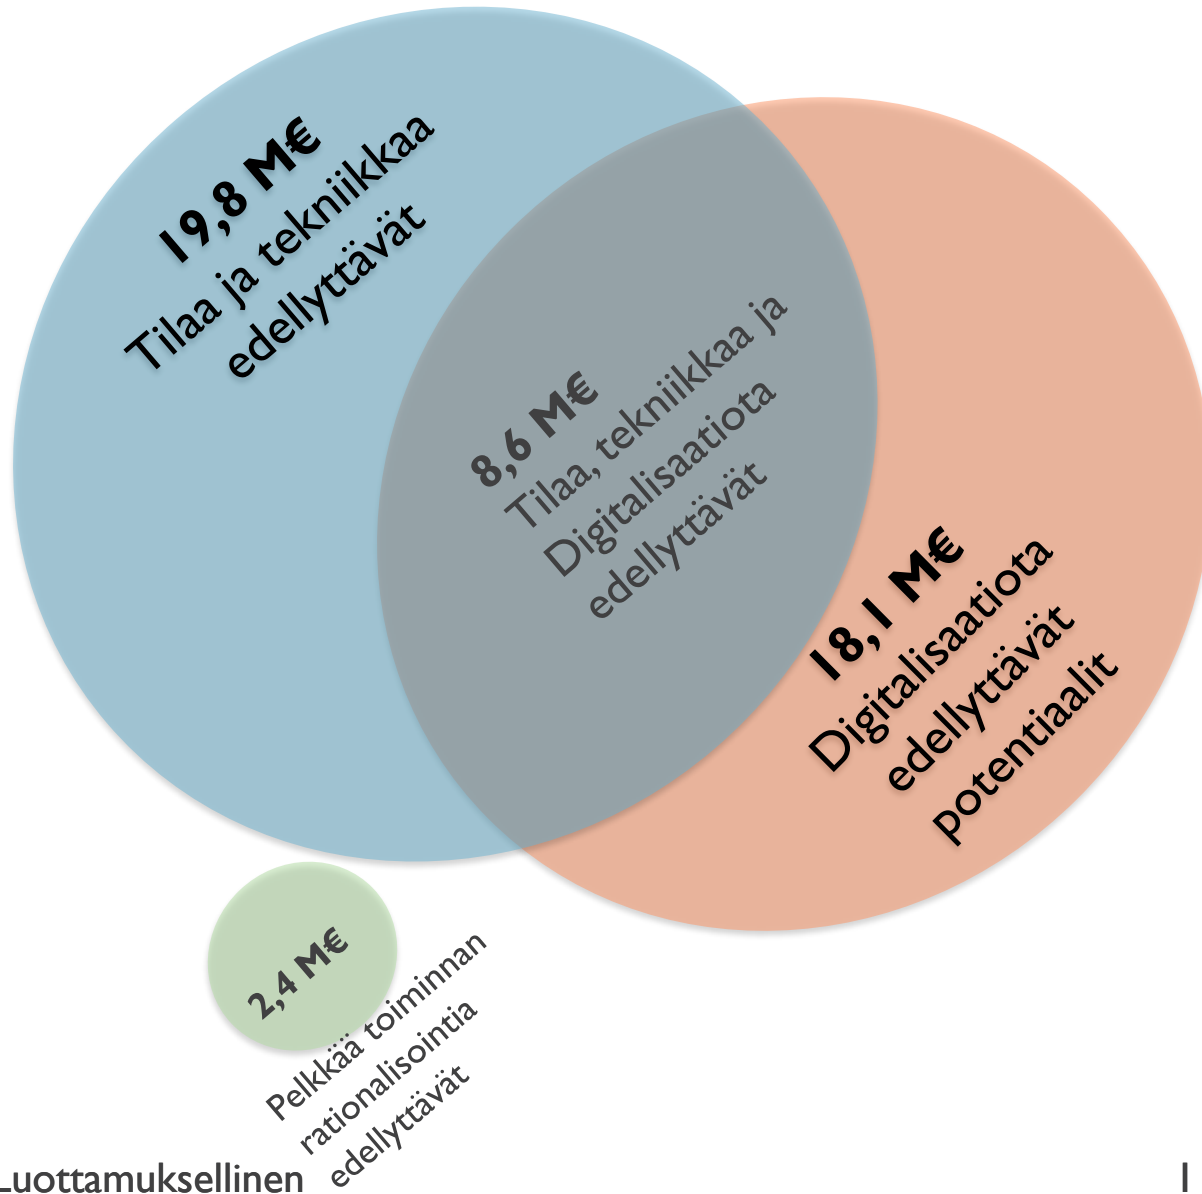 19,8 M€
Tilaa ja tekniikkaa
edellyttävät
8,6 M€
Tilaa, tekniikkaa ja
Digitalisaatiota
edellyttävät
18,1 M€
Digitalisaatiota
edellyttävät
potentiaalit
2,4 M€
Pelkkää toiminnan
rationalisointia
edellyttävät
Luottamuksellinen
1